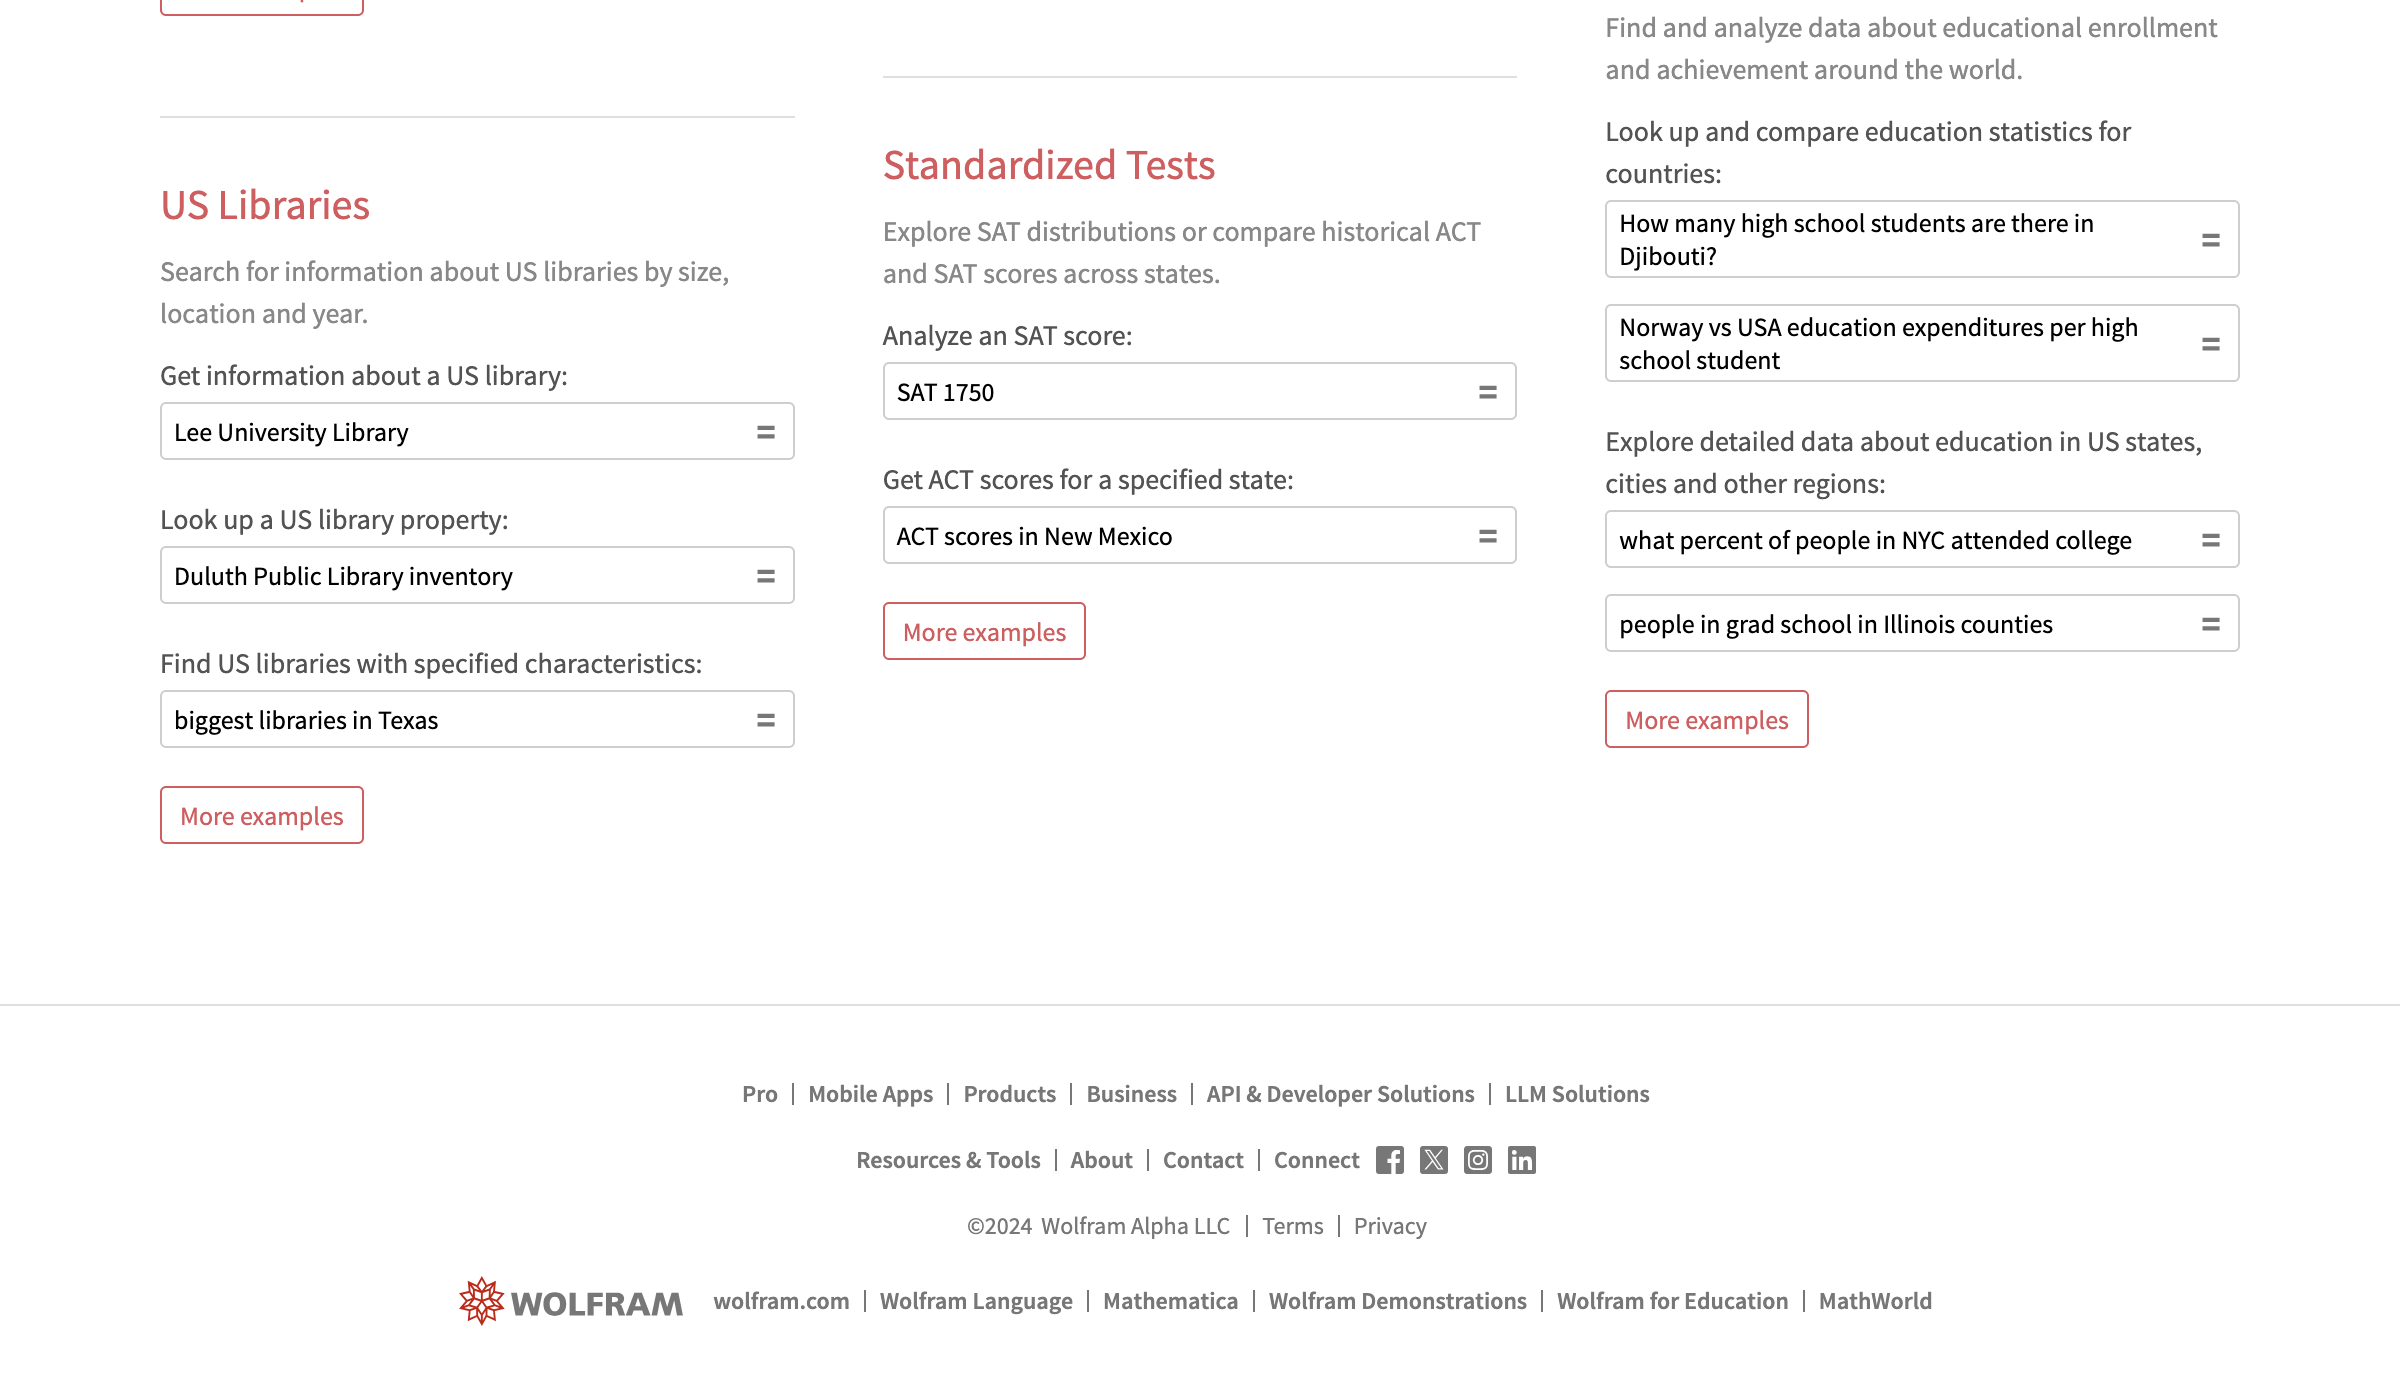 US Libraries
Search for information about US libraries by size,
location and year.
Get information about a US library:
Lee University Library
Look up a US library property:
Duluth Public Library inventory
Find US libraries with specified characteristics:
biggest libraries in Texas
More examples
Standardized Tests
Explore SAT distributions or compare historical ACT
and SAT scores across states.
Analyze an SAT score:
SAT 1750
Get ACT scores for a specified state:
ACT scores in New Mexico
More examples
Find and analyze data about educational enrollment
and achievement around the world.
Look up and compare education statistics for
countries:
How many high school students are there in
Djibouti?
Norway vs USA education expenditures per high
school student
Explore detailed data about education in US states,
cities and other regions:
what percent of people in NYC attended college
people in grad school in Illinois counties
More examples
Pro | Mobile Apps | Products | Business | API & Developer Solutions | LLM Solutions
Resources & Tools | About | Contact | Connect
©2024 Wolfram Alpha LLC | Terms | Privacy
WOLFRAM wolfram.com | Wolfram Language | Mathematica | Wolfram Demonstrations | Wolfram for Education | MathWorld